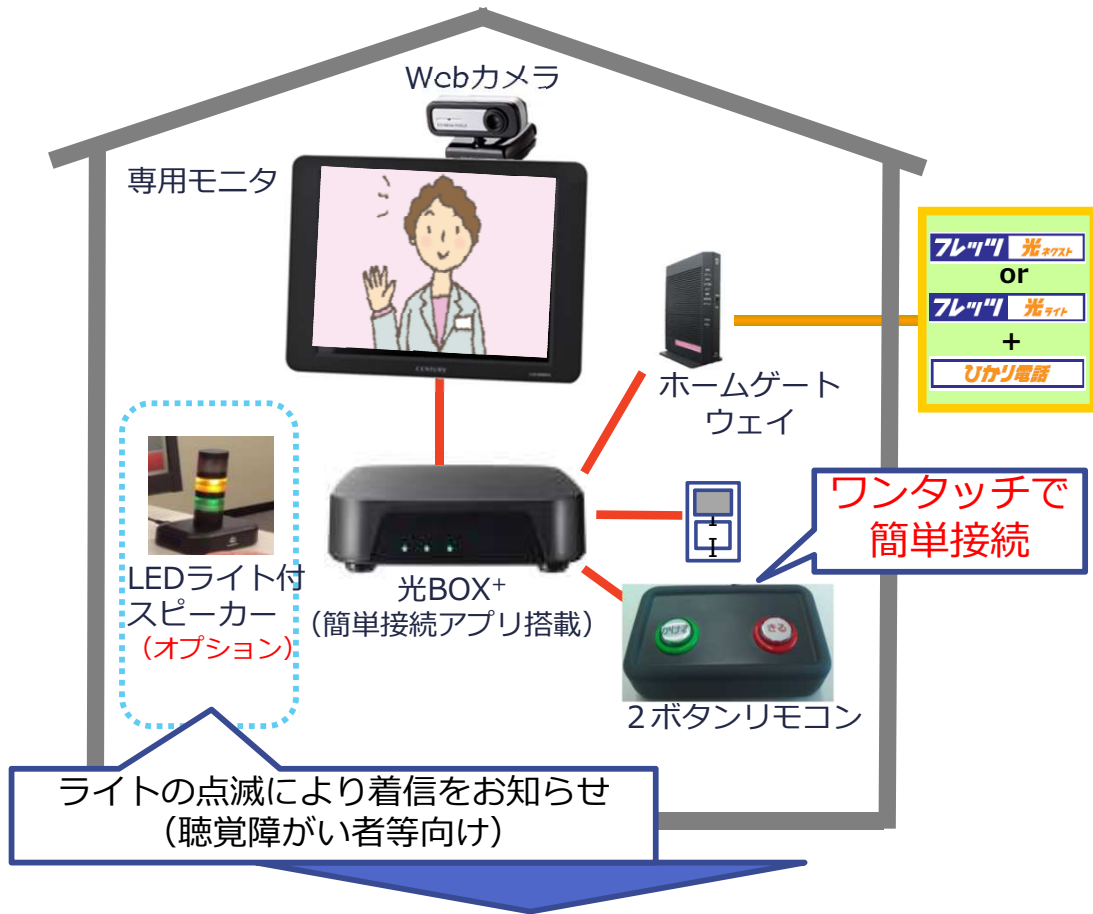 Webカメラ
専用モニタ
CENTURY
フレッツ 光ネクスト
or
フレッツ 光ライト
+
ひかり電話
ホームゲート
ウェイ
ワンタッチで
簡単接続
LEDライト付
スピーカー
（オプション）
光BOX+
（簡単接続アプリ搭載）
かける
きる
２ボタンリモコン
ライトの点滅により着信をお知らせ
（聴覚障がい者等向け）